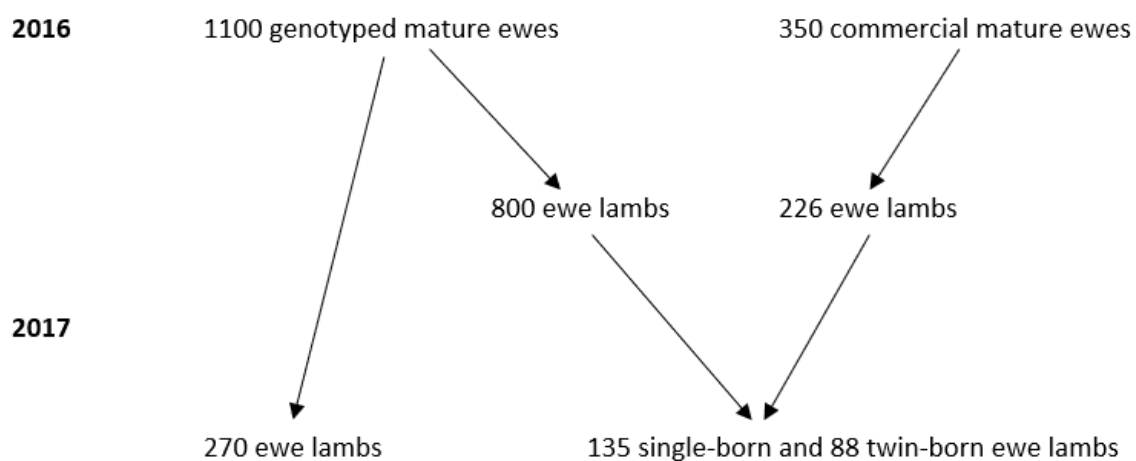 2016 1100 genotyped mature ewes 350 commercial mature ewes
800 ewe lambs 226 ewe lambs
2017
270 ewe lambs 135 single-born and 88 twin-born ewe lambs